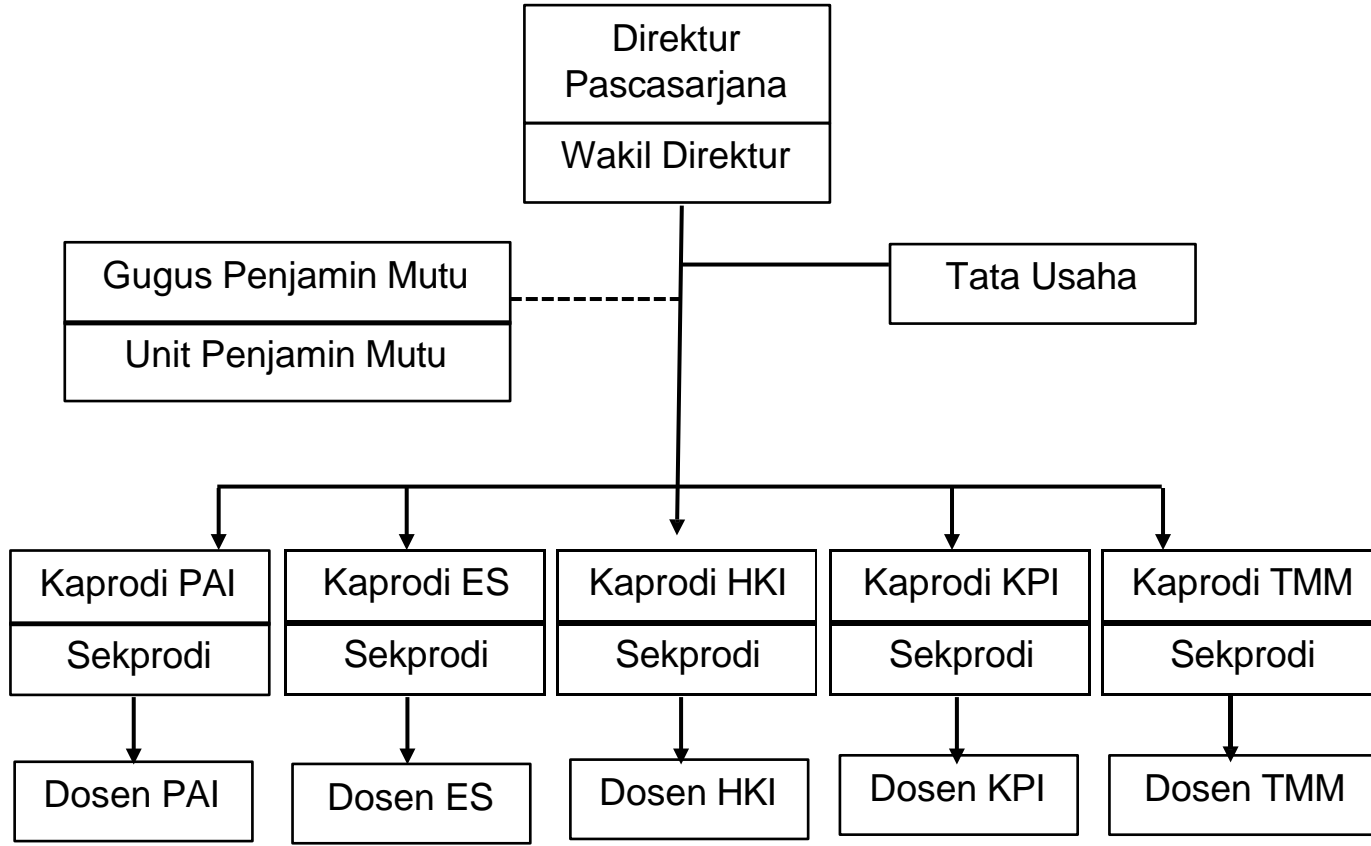 Direktur
Pascasarjana
Wakil Direktur
Gugus Penjamin Mutu
Unit Penjamin Mutu
Tata Usaha
Kaprodi PAI
Sekprodi
Kaprodi ES
Sekprodi
Kaprodi HKI
Sekprodi
Kaprodi KPI
Sekprodi
Kaprodi TMM
Sekprodi
Dosen PAI
Dosen ES
Dosen HKI
Dosen KPI
Dosen TMM